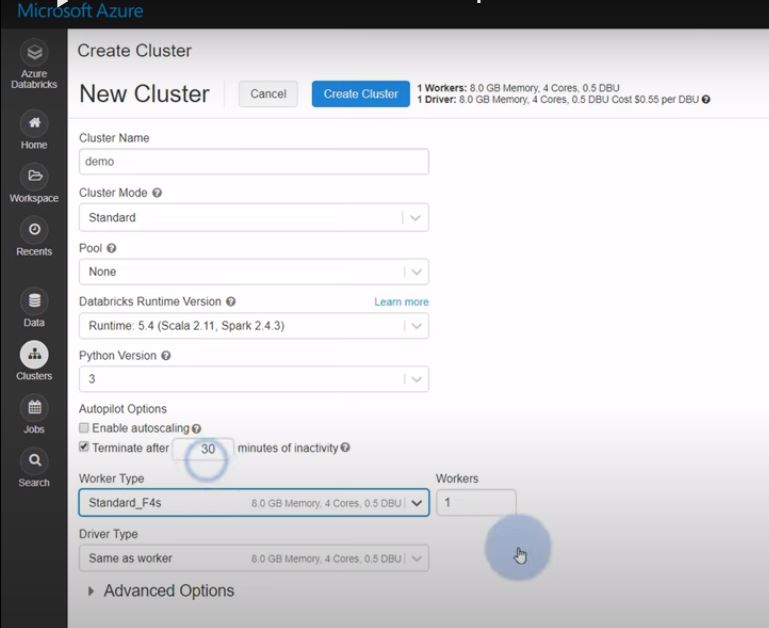 Microsoft Azure
Azure
Databricks
Home
Workspace
Recents
Data
Clusters
Jobs
Search
Create Cluster
New Cluster
Cancel
Create Cluster
1 Workers: 8.0 GB Memory, 4 Cores, 0.5 DBU
1 Driver: 8.0 GB Memory, 4 Cores, 0.5 DBU Cost $0.55 per DBU ?
Cluster Name
demo
Cluster Mode ?
Standard
Pool ?
None
Databricks Runtime Version ? Learn more
Runtime: 5.4 (Scala 2.11, Spark 2.4.3)
Python Version ?
3
Autopilot Options
Enable autoscaling ?
Terminate after 30 minutes of inactivity ?
Worker Type Workers
Standard_F4s 8.0 GB Memory, 4 Cores, 0.5 DBU 1
Driver Type
Same as worker 8.0 GB Memory, 4 Cores, 0.5 DBU
Advanced Options